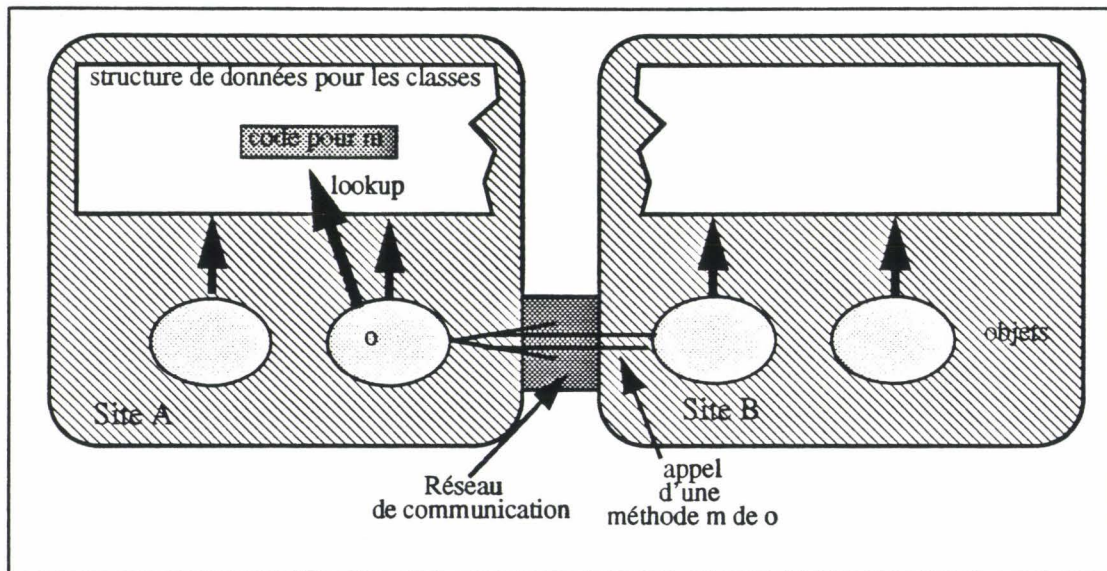 structure de données pour les classes
code pour m
lookup
o
objets
Site A
Site B
Réseau
de communication
appel
d'une
méthode m de o